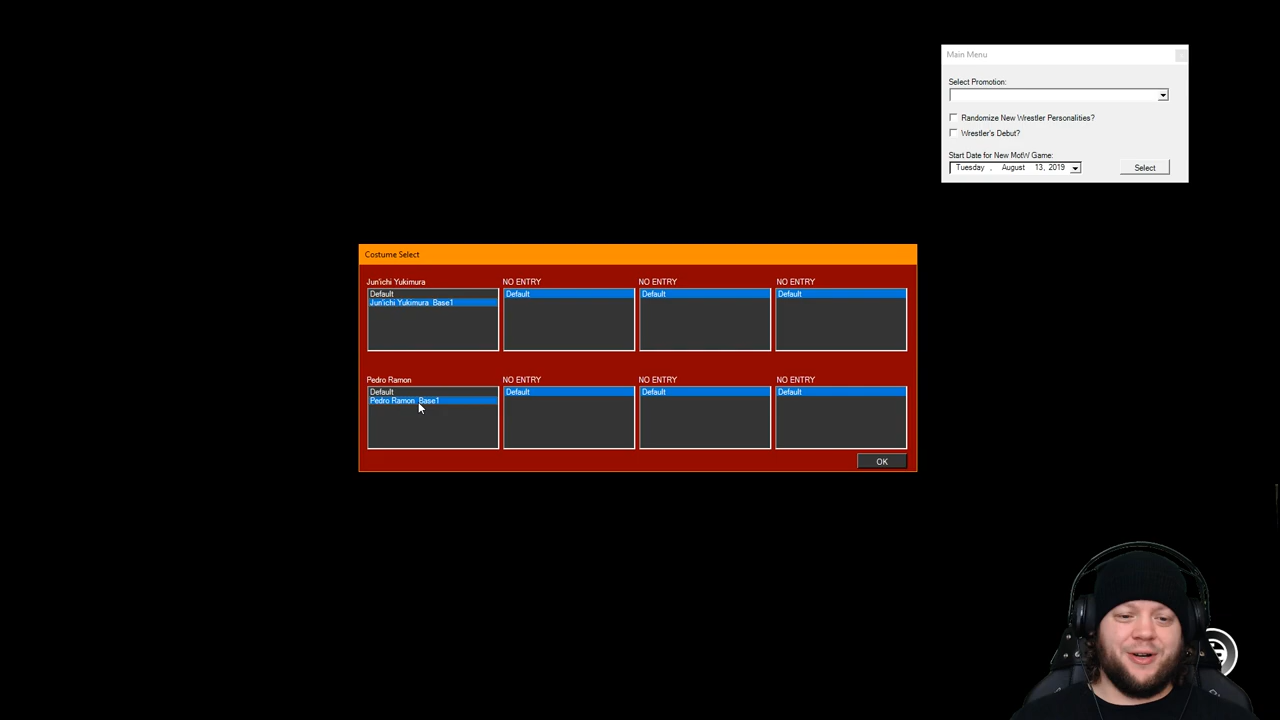 Main Menu
Select Promotion:
Randomize New Wrestler Personalities?
Wrestler's Debut?
Start Date for New MotW Game:
Tuesday , August 13, 2019
Select
Costume Select
Jun'ichi Yukimura
NO ENTRY
NO ENTRY
NO ENTRY
Default
Jun'ichi Yukimura Base1
Default
Default
Default
Pedro Ramon
NO ENTRY
NO ENTRY
NO ENTRY
Default
Pedro Ramon Base1
Default
Default
Default
OK